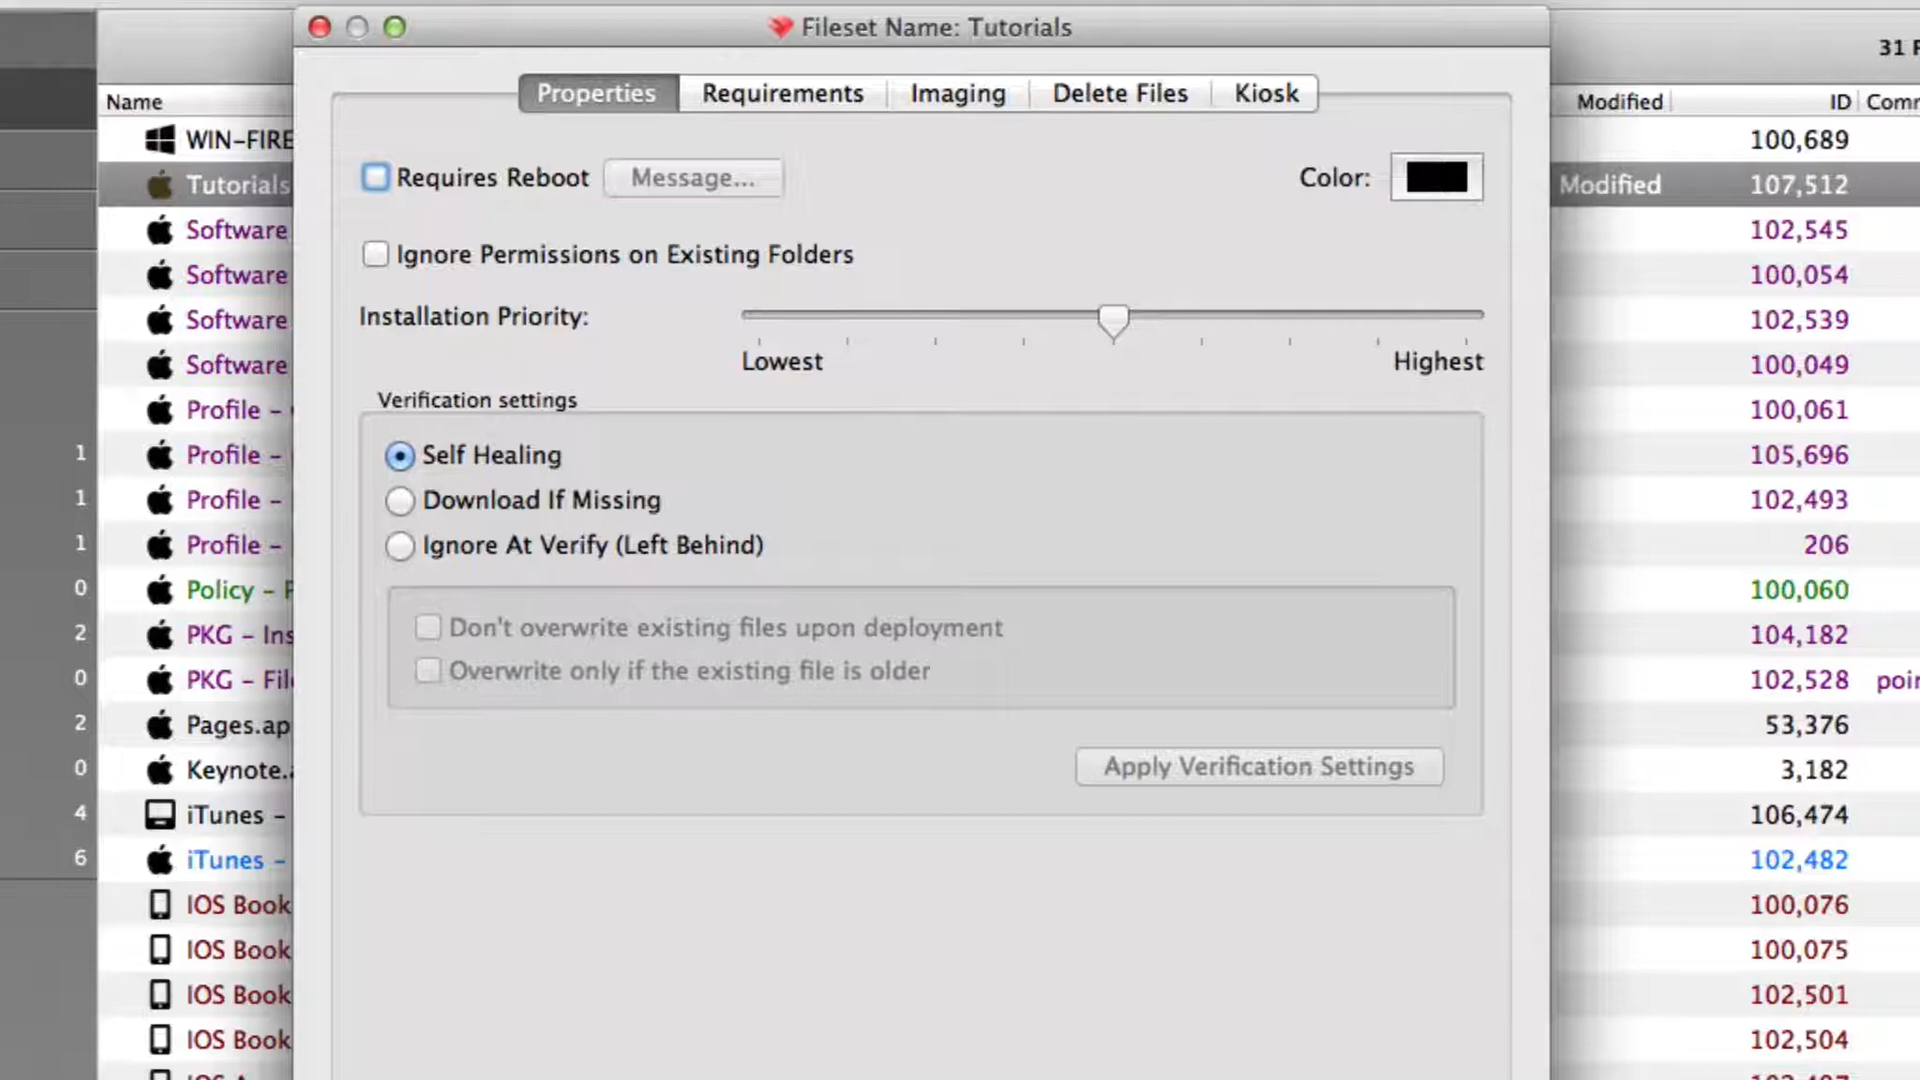 Fileset Name: Tutorials
31
Properties Requirements Imaging Delete Files Kiosk
Name
Modified ID
WIN-FIRE 100,689
Requires Reboot Message... Color:
Tutorials Modified 107,512
Software 102,545
Ignore Permissions on Existing Folders
Software 100,054
Installation Priority:
Software 102,539
Lowest Highest
Software 100,049
Verification settings
Profile - 100,061
1 Profile - 105,696
Self Healing
1 Profile - 102,493
Download If Missing
1 Profile - 206
Ignore At Verify (Left Behind)
0 Policy - 100,060
2 PKG - Ins 104,182
Don't overwrite existing files upon deployment
Overwrite only if the existing file is older
0 PKG - File 102,528 poin
2 Pages.ap 53,376
0 Keynote.a 3,182
Apply Verification Settings
4 iTunes - 106,474
6 iTunes - 102,482
IOS Book 100,076
IOS Book 100,075
IOS Book 102,501
IOS Book 102,504